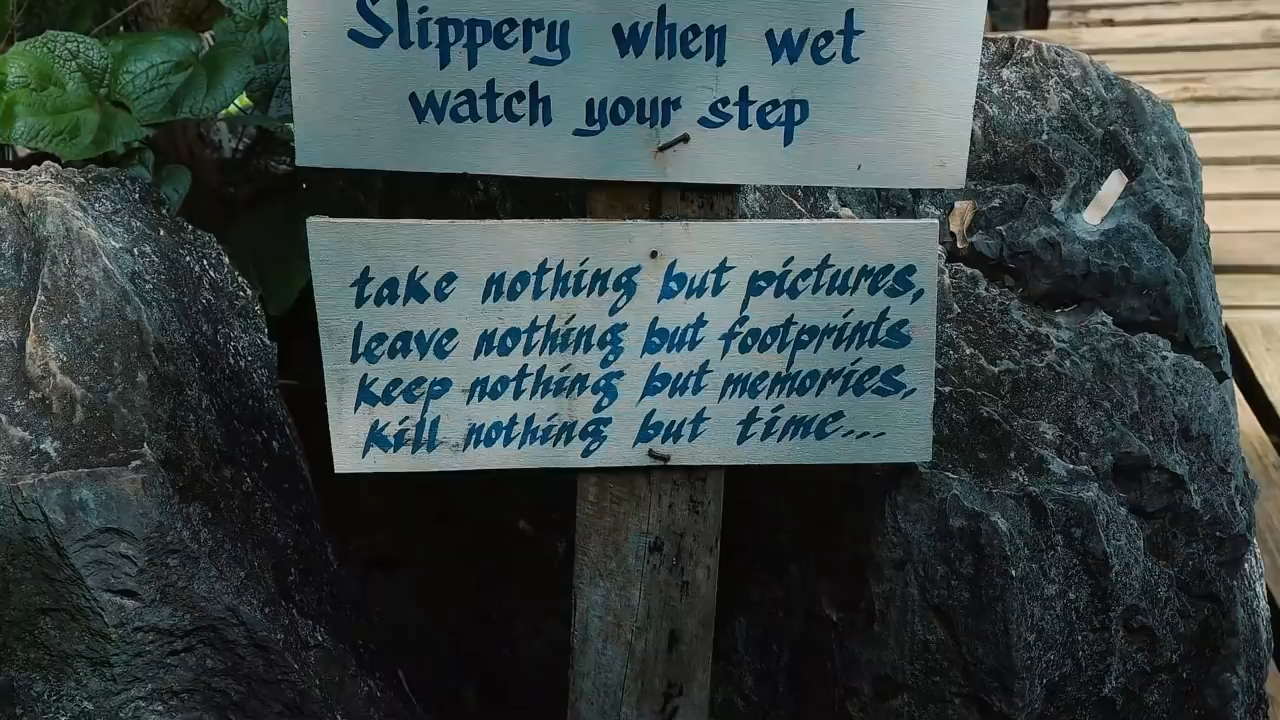 Slippery when wet
watch your step
take nothing but pictures,
leave nothing but footprints
keep nothing but memories,
kill nothing but time...